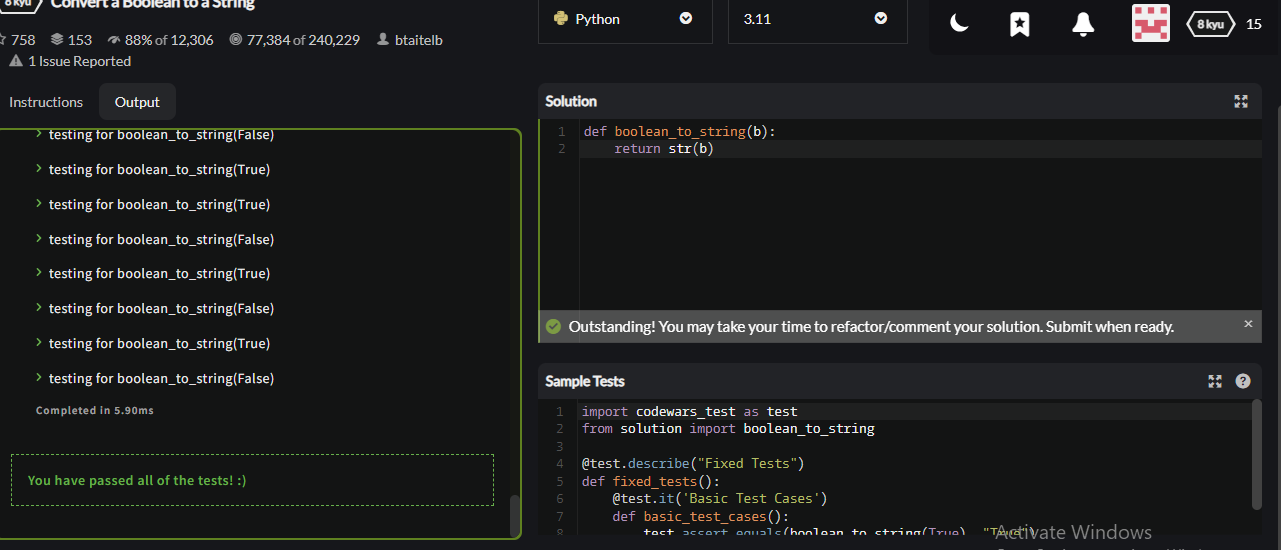 8 kyu Convert a Boolean to a String
758 153 88% of 12,306 77,384 of 240,229 btaitelb
1 Issue Reported
Python
3.11
8 kyu 15
Instructions Output
testing for boolean_to_string(False)
testing for boolean_to_string(True)
testing for boolean_to_string(True)
testing for boolean_to_string(False)
testing for boolean_to_string(True)
testing for boolean_to_string(False)
testing for boolean_to_string(True)
testing for boolean_to_string(False)
Completed in 5.90ms
You have passed all of the tests! :)
Solution
1 def boolean_to_string(b):
2 return str(b)
Outstanding! You may take your time to refactor/comment your solution. Submit when ready.
Sample Tests
1 import codewars_test as test
2 from solution import boolean_to_string
3
4 @test.describe("Fixed Tests")
5 def fixed_tests():
6 @test.it('Basic Test Cases')
7 def basic_test_cases():
8 test.assert_equals(boolean_to_string(True), "True")
Activate Windows